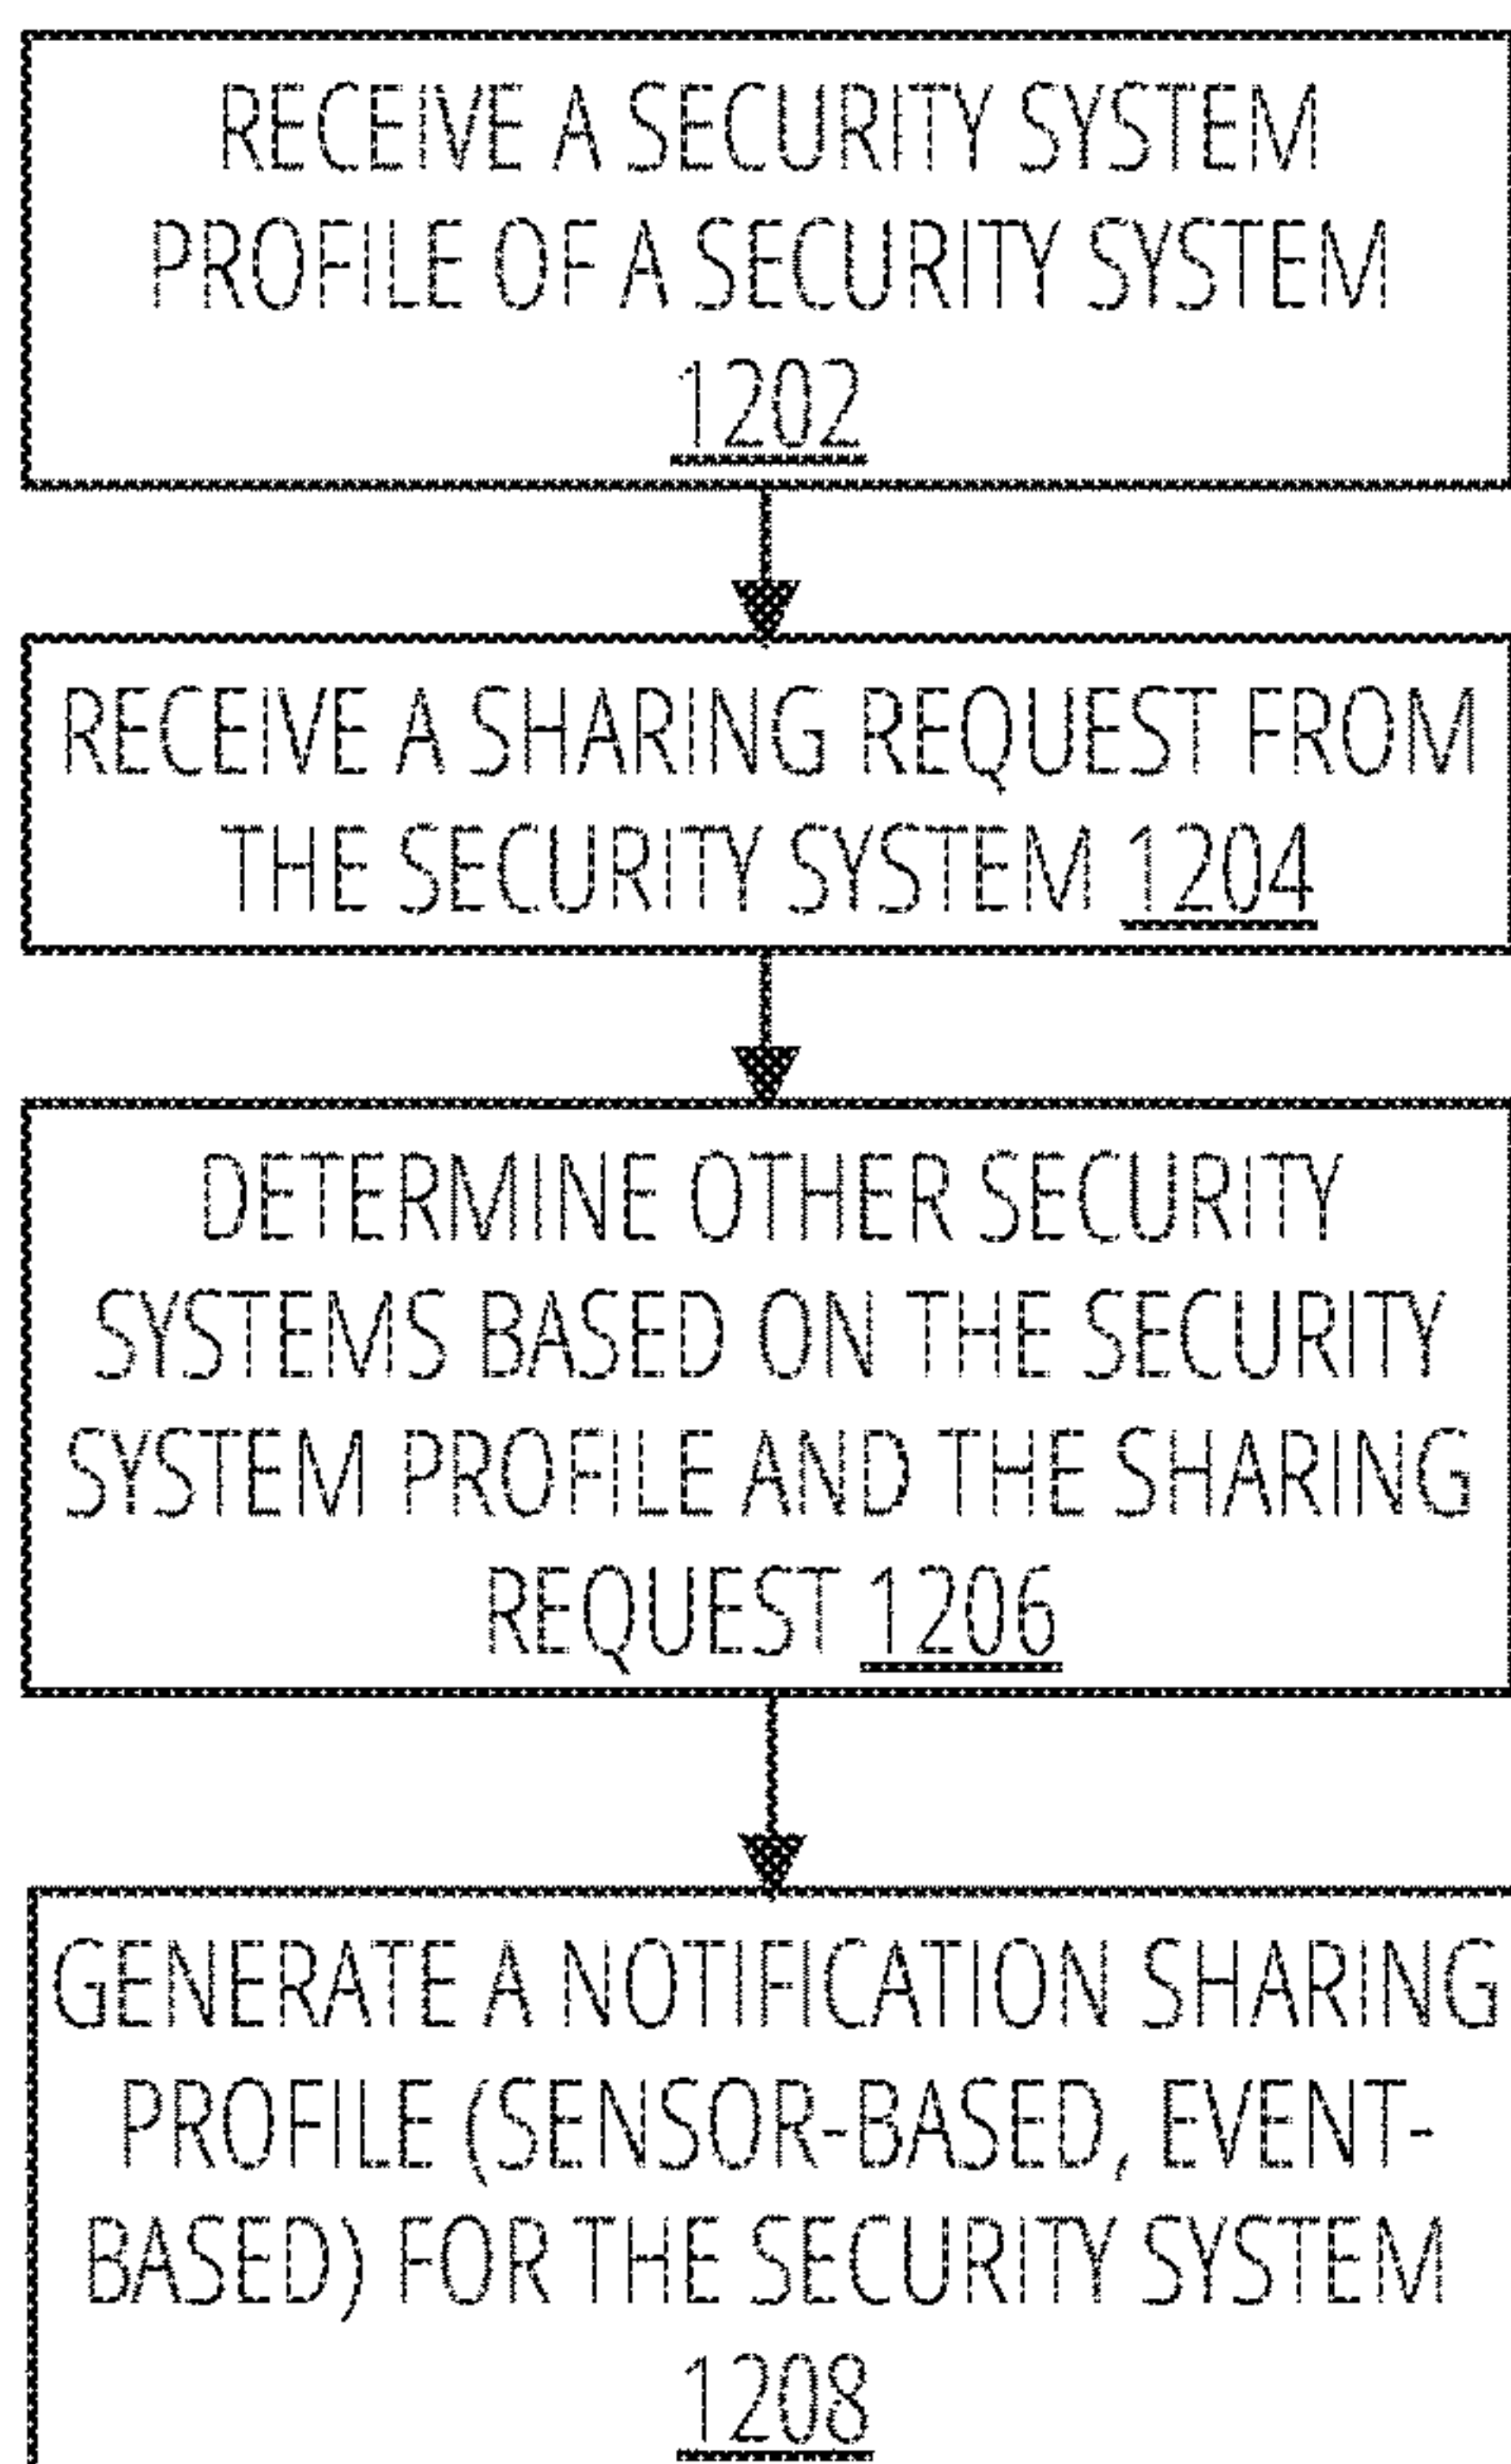 RECEIVE A SECURITY SYSTEM
PROFILE OF A SECURITY SYSTEM
1202
RECEIVE A SHARING REQUEST FROM
THE SECURITY SYSTEM 1204
DETERMINE OTHER SECURITY
SYSTEMS BASED ON THE SECURITY
SYSTEM PROFILE AND THE SHARING
REQUEST 1206
GENERATE A NOTIFICATION SHARING
PROFILE (SENSOR-BASED, EVENT-
BASED) FOR THE SECURITY SYSTEM
1208